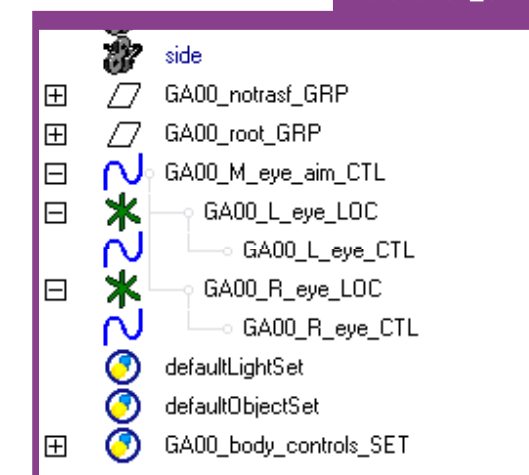 side
GA00_notrasf_GRP
GA00_root_GRP
GA00_M_eye_aim_CTL
GA00_L_eye_LOC
GA00_L_eye_CTL
GA00_R_eye_LOC
GA00_R_eye_CTL
defaultLightSet
defaultObjectSet
GA00_body_controls_SET